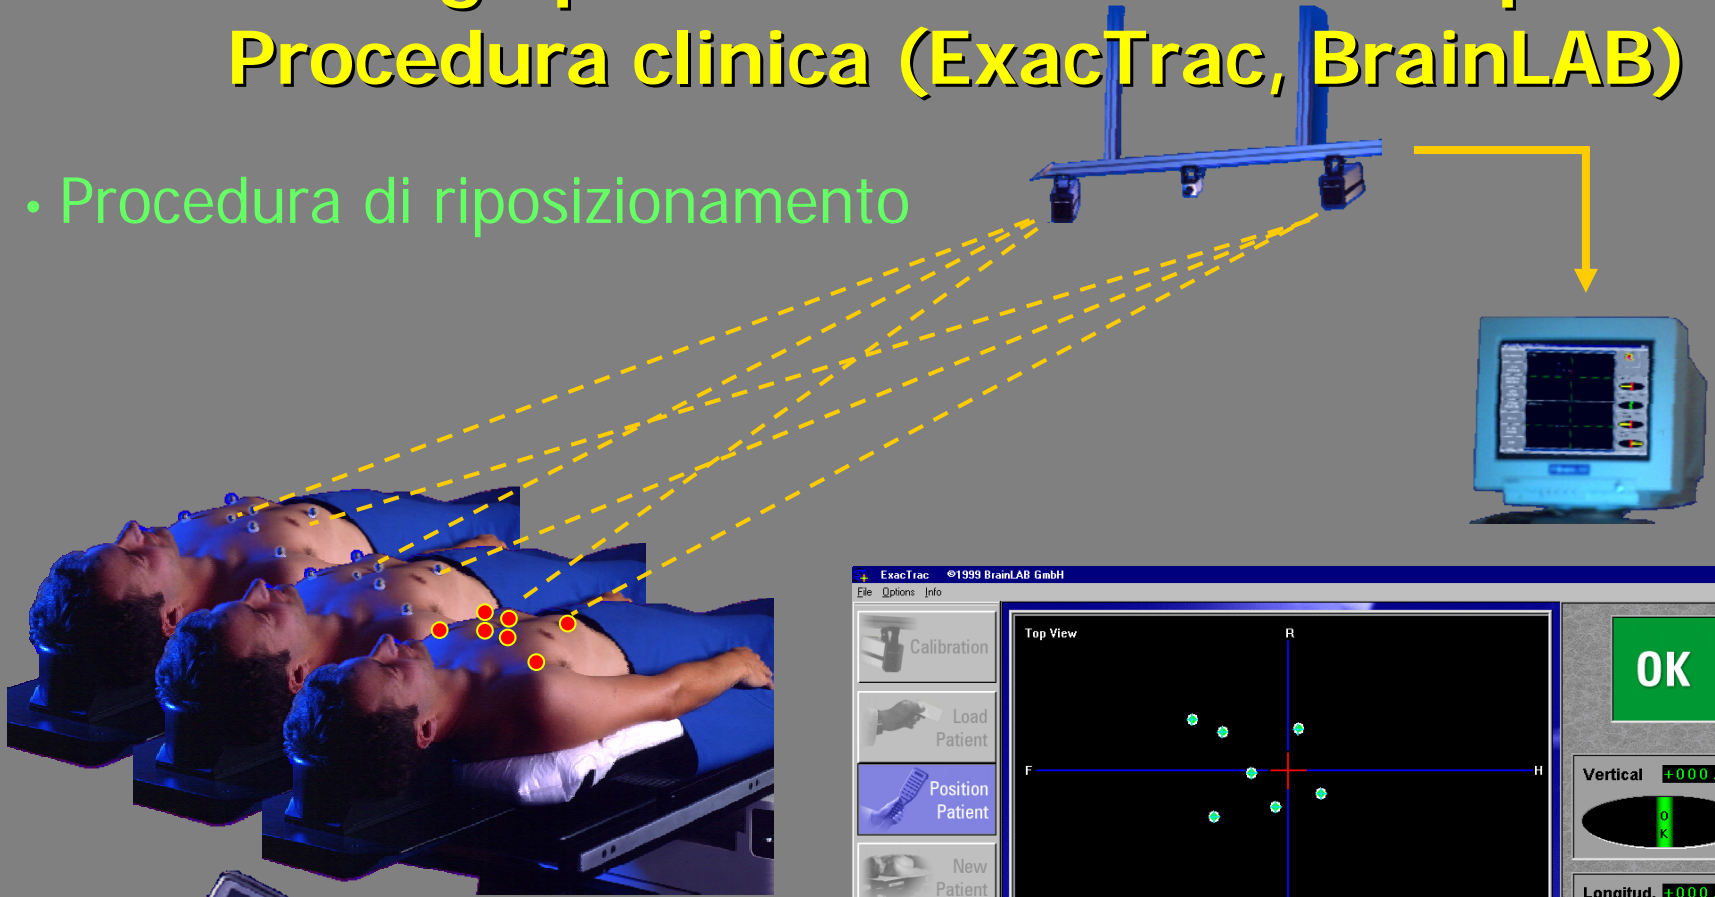 Procedura clinica (ExacTrac, BrainLAB)
• Procedura di riposizionamento
ExacTrac ©1999 BrainLAB GmbH
File Options Info
Calibration
Load
Patient
Position
Patient
New
Patient
Top View
R
F
H
OK
Vertical +000.
O
K
Longitud. +000